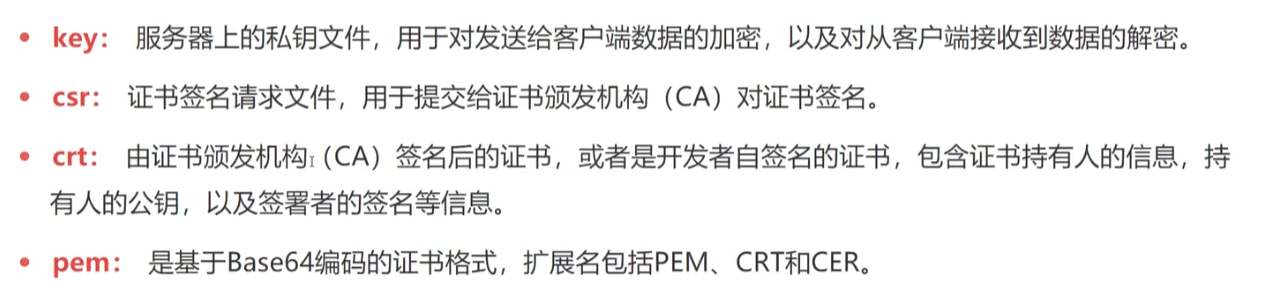 • key： 服务器上的私钥文件，用于对发送给客户端数据的加密，以及对从客户端接收到数据的解密。
• csr： 证书签名请求文件，用于提交给证书颁发机构（CA）对证书签名。
• crt： 由证书颁发机构（CA）签名后的证书，或者是开发者自签名的证书，包含证书持有人的信息，持
有人的公钥，以及签署者的签名等信息。
• pem： 是基于Base64编码的证书格式，扩展名包括PEM、CRT和CER。